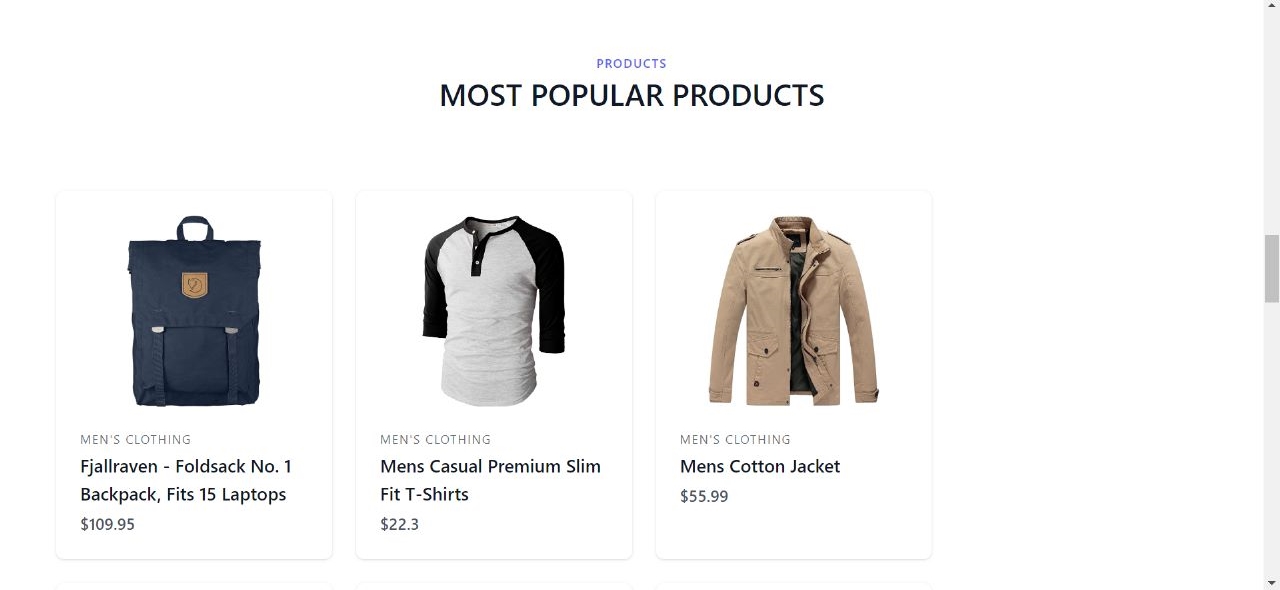 PRODUCTS
MOST POPULAR PRODUCTS
MEN'S CLOTHING
Fjallraven - Foldsack No. 1
Backpack, Fits 15 Laptops
$109.95
MEN'S CLOTHING
Mens Casual Premium Slim
Fit T-Shirts
$22.3
MEN'S CLOTHING
Mens Cotton Jacket
$55.99